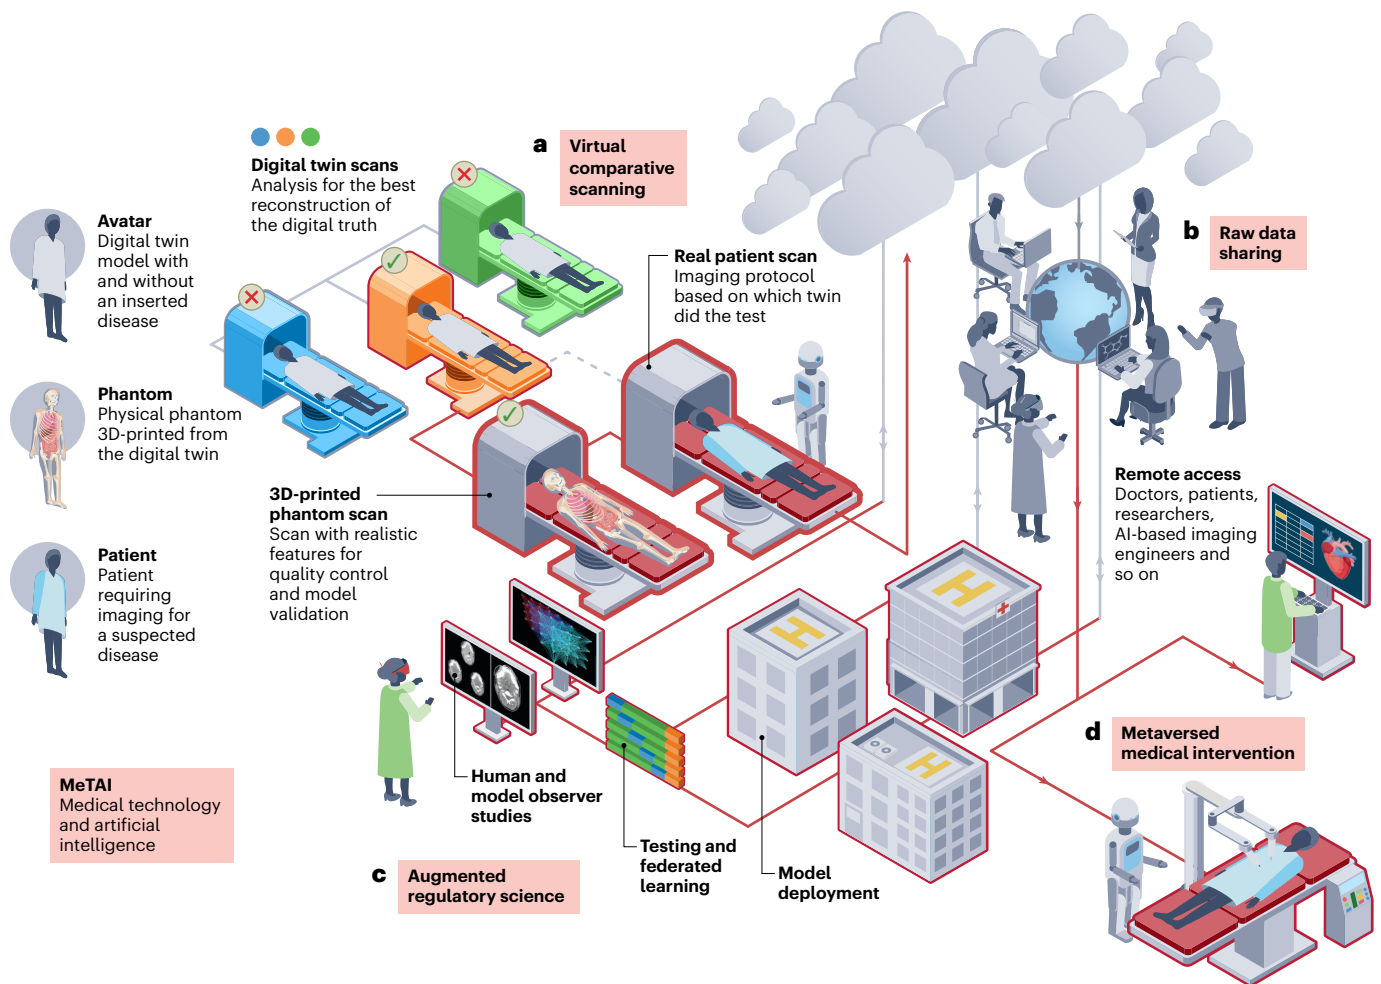 a
Virtual
comparative
scanning
Digital twin scans
Analysis for the best
reconstruction of
the digital truth
Avatar
Digital twin
model with
and without
an inserted
disease
Real patient scan
Imaging protocol
based on which twin
did the test
b
Raw data
sharing
Phantom
Physical phantom
3D-printed from
the digital twin
3D-printed
phantom scan
Scan with realistic
features for
quality control
and model
validation
Remote access
Doctors, patients,
researchers,
AI-based imaging
engineers and
so on
Patient
Patient
requiring
imaging for
a suspected
disease
H
H
H
d
Metaversed
medical intervention
MeTAI
Medical technology
and artificial
intelligence
Human and
model observer
studies
Testing and
federated
learning
Model
deployment
c
Augmented
regulatory science